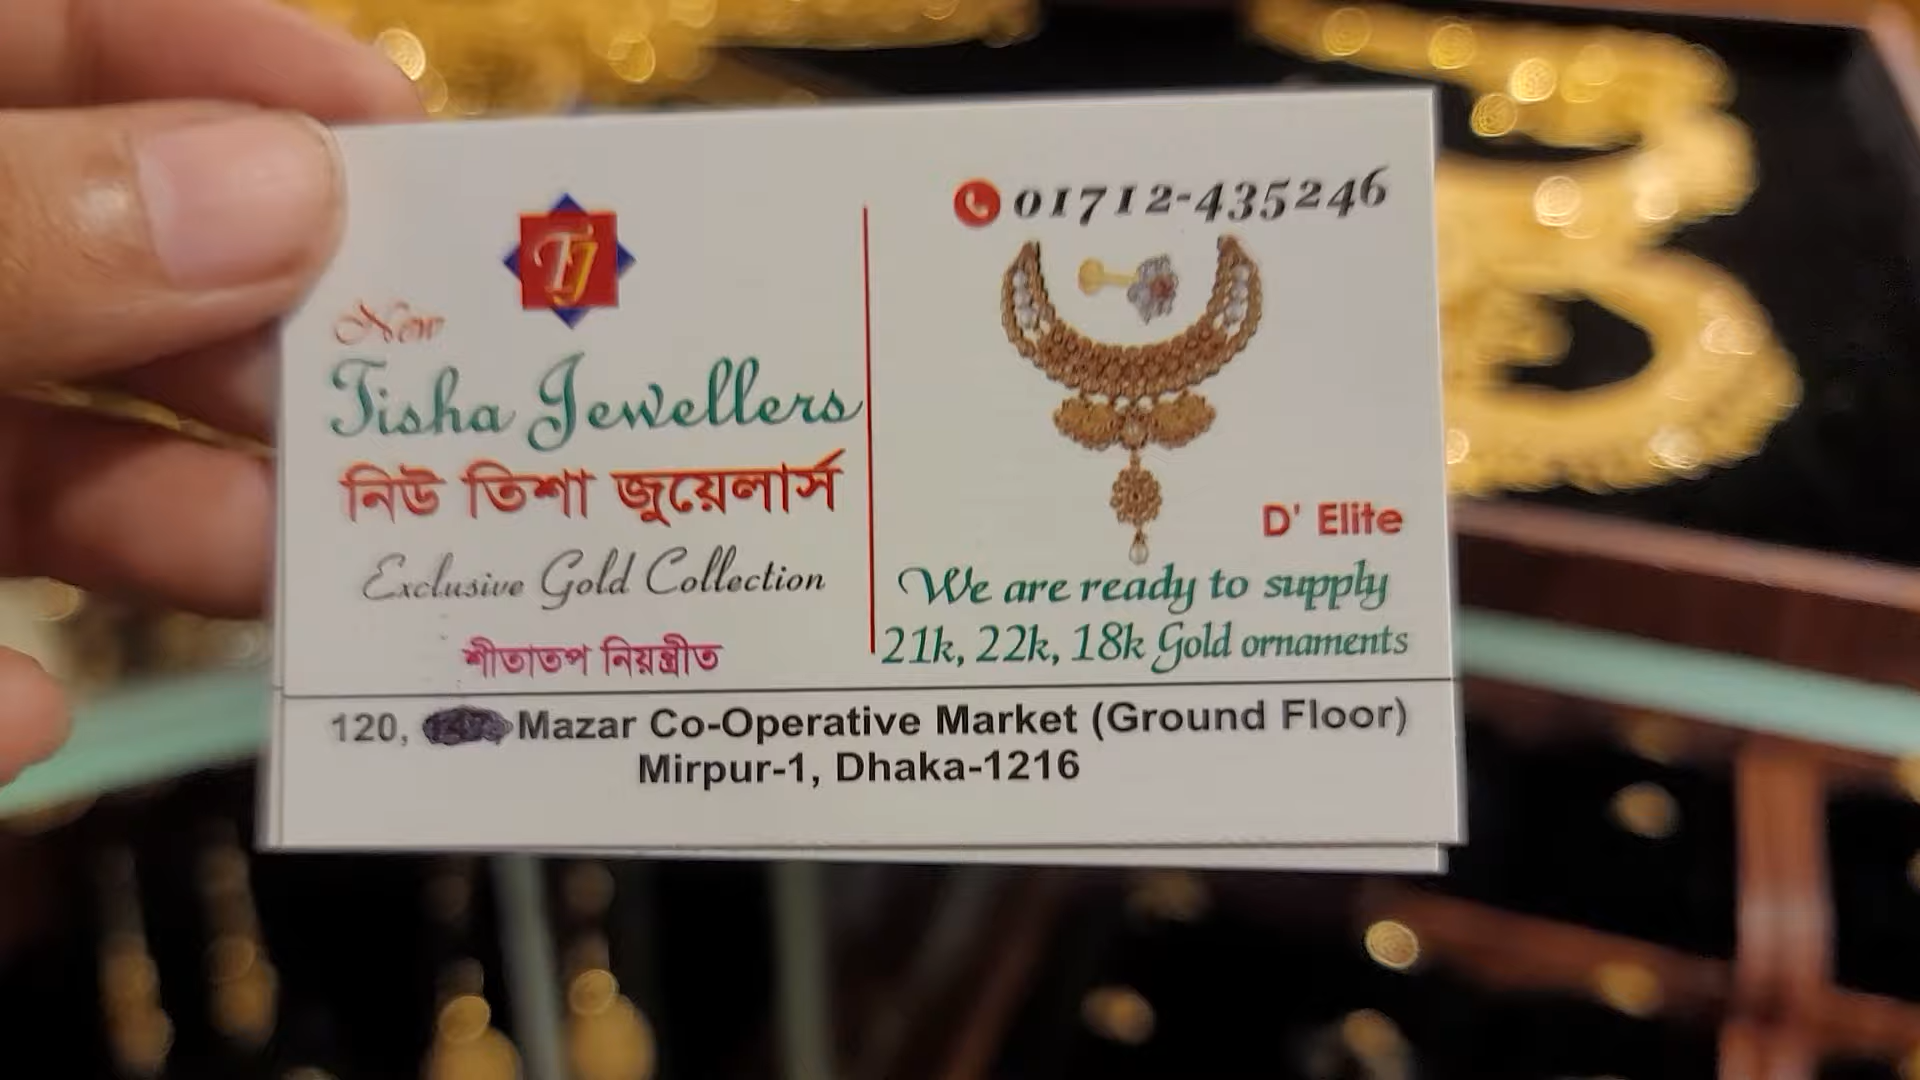 TJ
New
Tisha Jewellers
নিউ তিশা জুয়েলার্স
Exclusive Gold Collection
শীতাতপ নিয়ন্ত্রীত
01712-435246
D' Elite
We are ready to supply
21k, 22k, 18k Gold ornaments
120, Mazar Co-Operative Market (Ground Floor)
Mirpur-1, Dhaka-1216